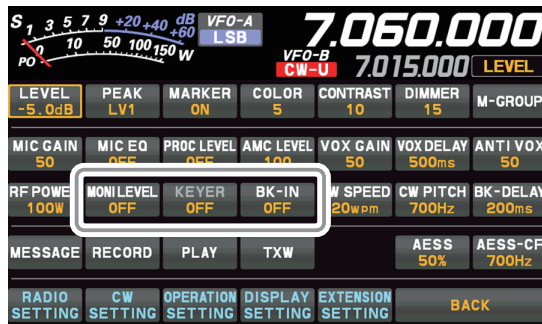 S 1 3 5 7 9 +20 +40 +60 dB
PO 0 10 50 100 150 W
VFO-A
LSB
7.060.000
VFO-B
CW-U
7.015.000
LEVEL
LEVEL PEAK MARKER COLOR CONTRAST DIMMER M-GROUP
-5.0dB LV1 ON 5 10 15
MIC GAIN MIC EQ PROC LEVEL AMC LEVEL VOX GAIN VOX DELAY ANTI VOX
50 OFF OFF 100 50 500ms 50
RF POWE MONI LEVEL KEYER BK-IN W SPEED CW PITCH BK-DELAY
100W OFF OFF OFF 20wpm 700Hz 200ms
MESSAGE RECORD PLAY TXW AESS AESS-CF
50% 700Hz
RADIO CW OPERATION DISPLAY EXTENSION BACK
SETTING SETTING SETTING SETTING SETTING